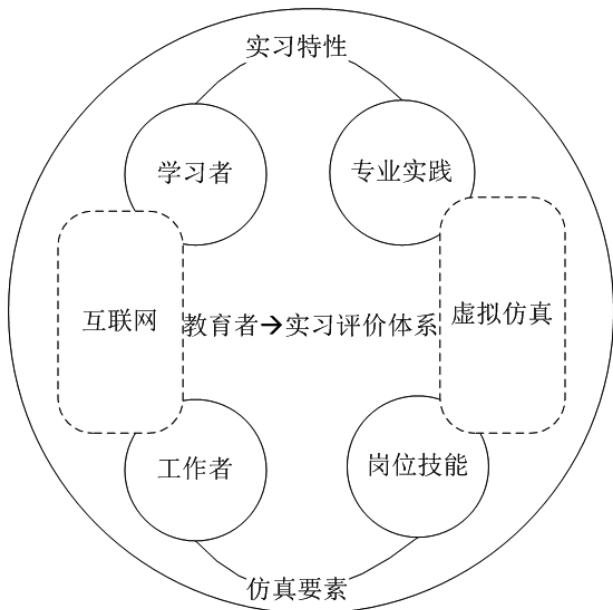 实习特性
学习者
专业实践
互联网
教育者→实习评价体系
虚拟仿真
工作者
岗位技能
仿真要素